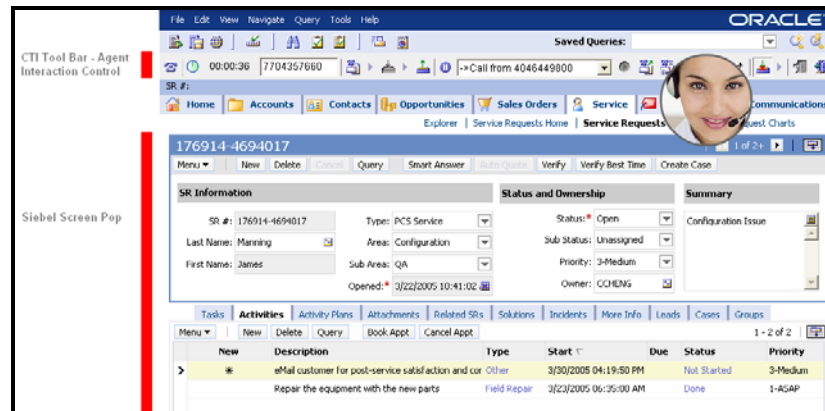 File Edit View Navigate Query Tools Help
ORACLE
Saved Queries:
CTI Tool Bar - Agent
Interaction Control
00:00:36 7704357660 ->Call from 4046449800
SR #:
Home Accounts Contacts Opportunities Sales Orders Service Communications
Explorer | Service Requests Home | Service Requests Charts
176914-4694017 1 of 2+
Menu New Delete Cancel Query Smart Answer Auto Quote Verify Verify Best Time Create Case
SR Information Status and Ownership Summary
Siebel Screen Pop
SR #: 176914-4694017 Type: PCS Service Status:* Open Configuration Issue
Last Name: Manning Area: Configuration Sub Status: Unassigned
First Name: James Sub Area: QA Priority: 3-Medium
Opened:* 3/22/2005 10:41:02 Owner: CCHENG
Tasks Activities Activity Plans Attachments Related SRs Solutions Incidents More Info Leads Cases Groups
Menu New Delete Query Book Appt Cancel Appt 1 - 2 of 2
New Description Type Start Due Status Priority
eMail customer for post-service satisfaction and cor Other 3/30/2005 04:19:50 PM Not Started 3-Medium
Repair the equipment with the new parts Field Repair 3/23/2005 06:35:00 AM Done 1-ASAP